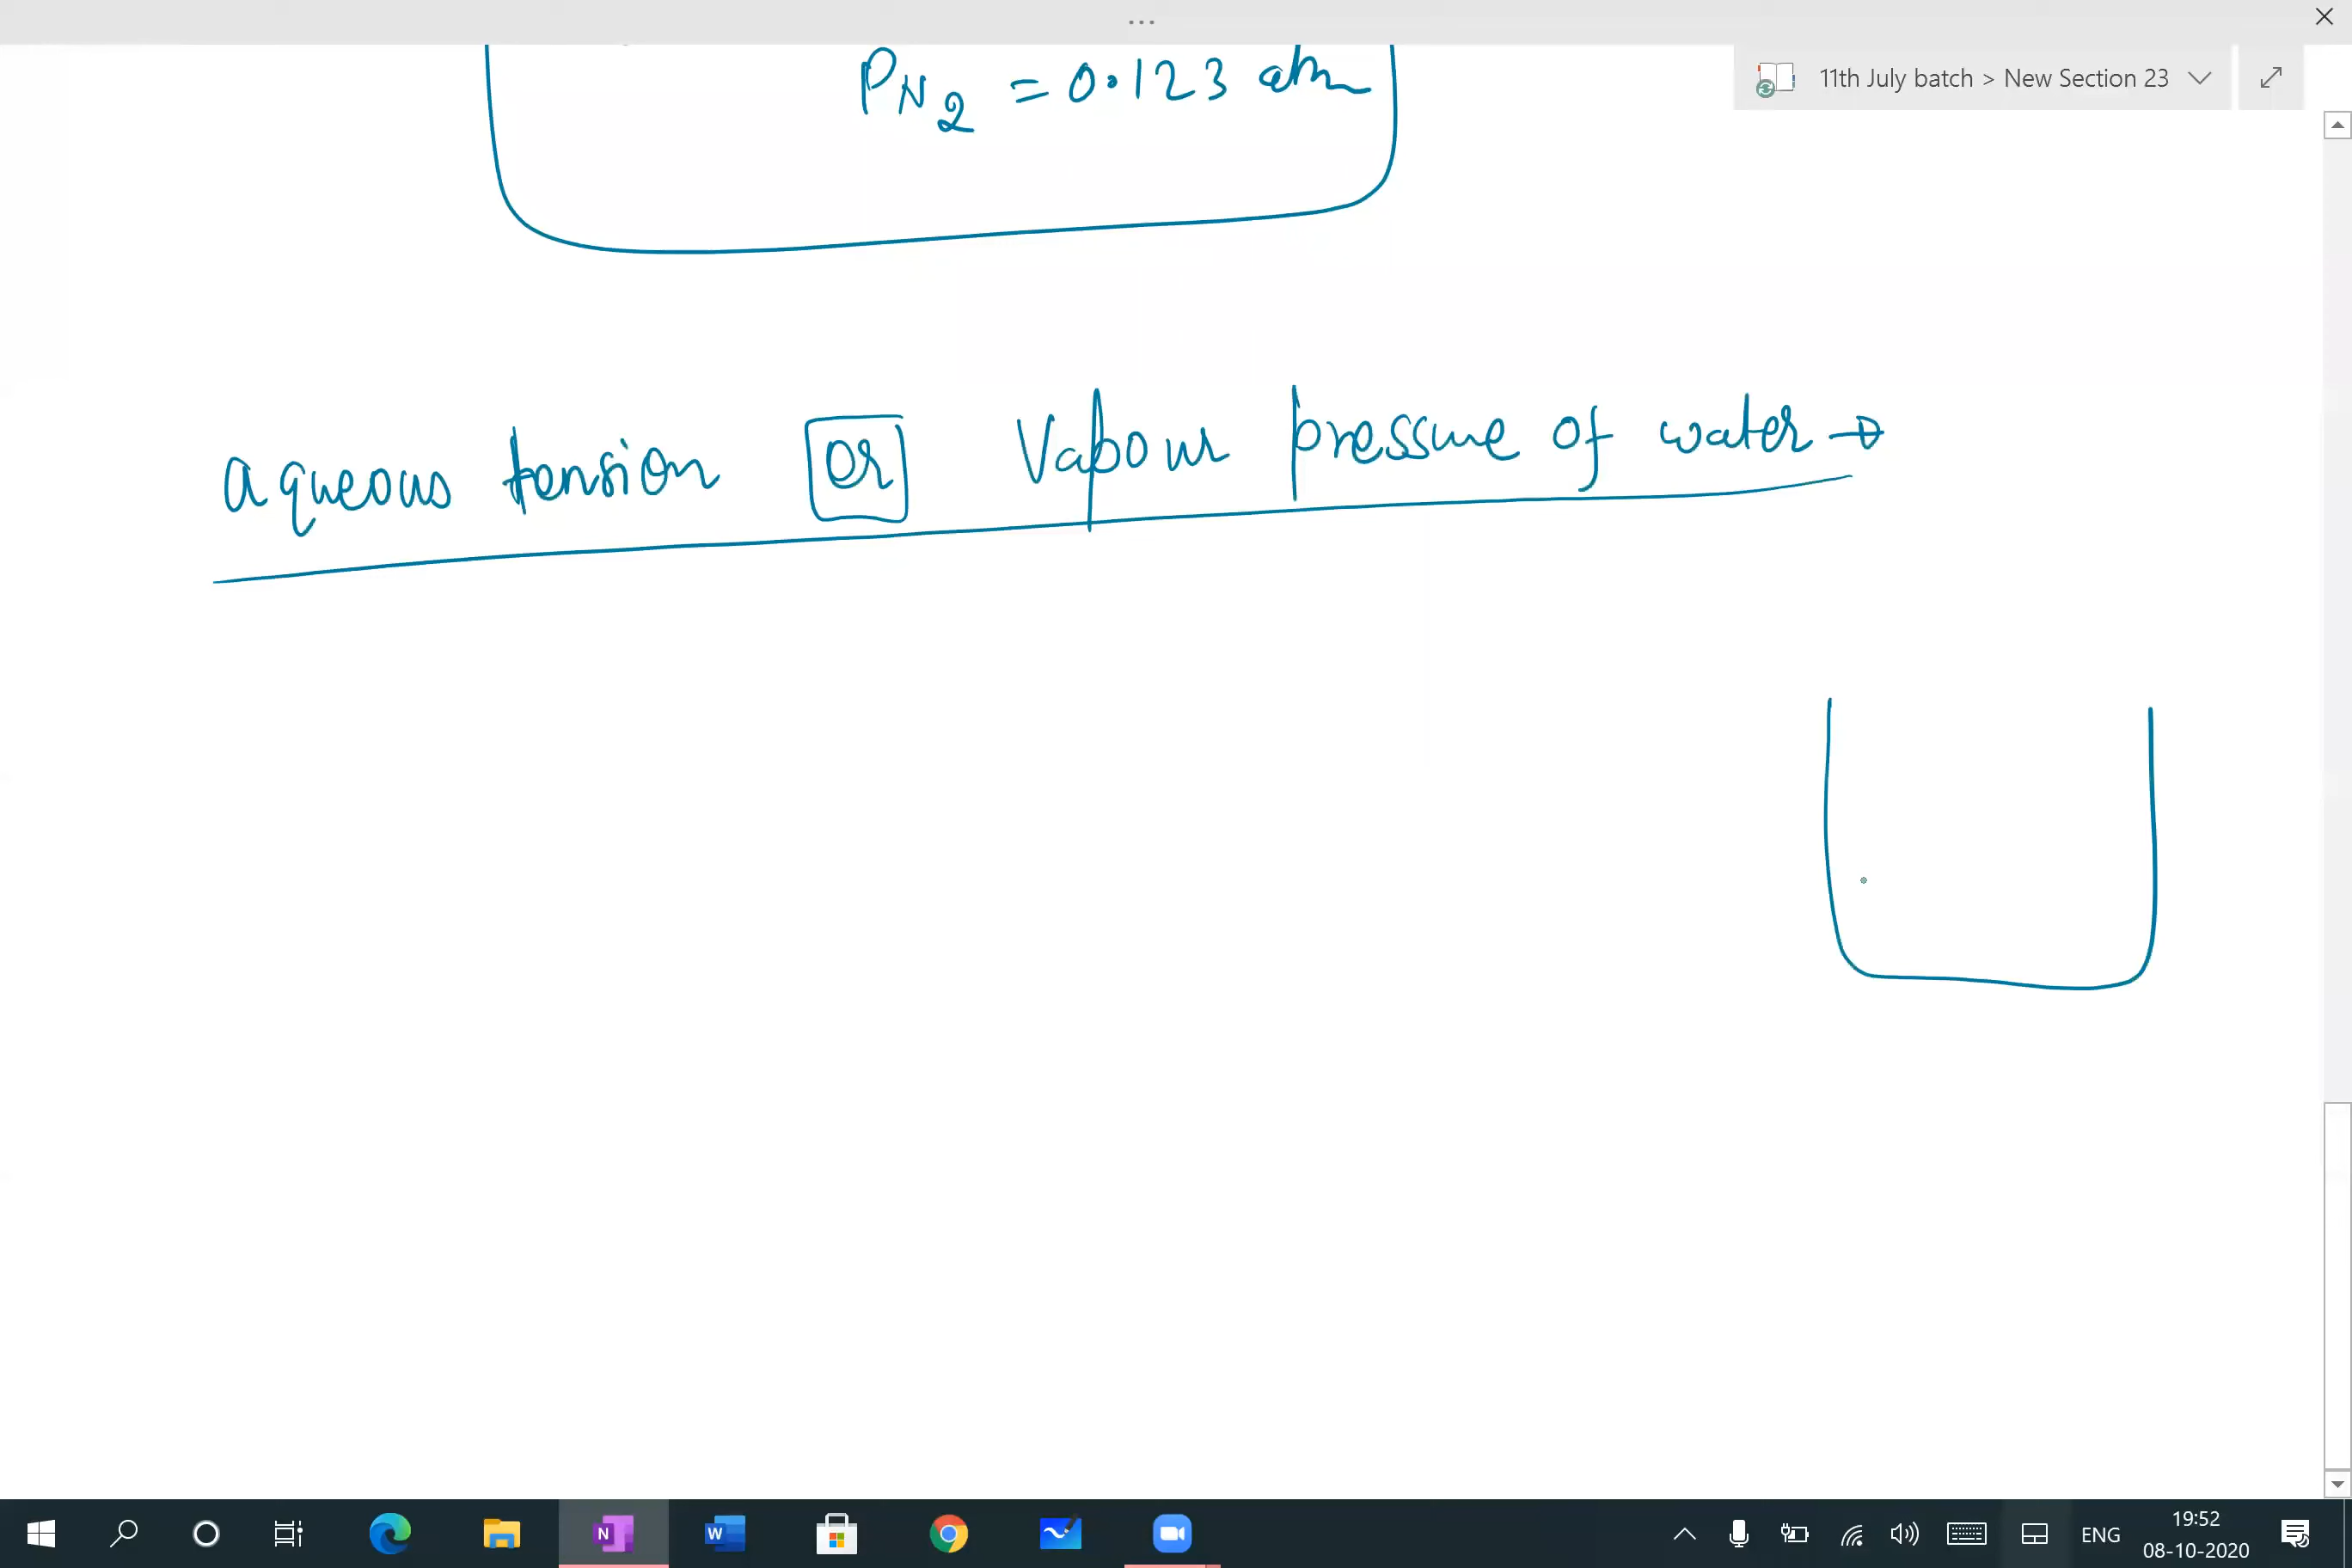 P N2 = 0.123 atm
11th July batch > New Section 23
aqueous tension or Vapour pressure of water →
ENG
19:52
08-10-2020